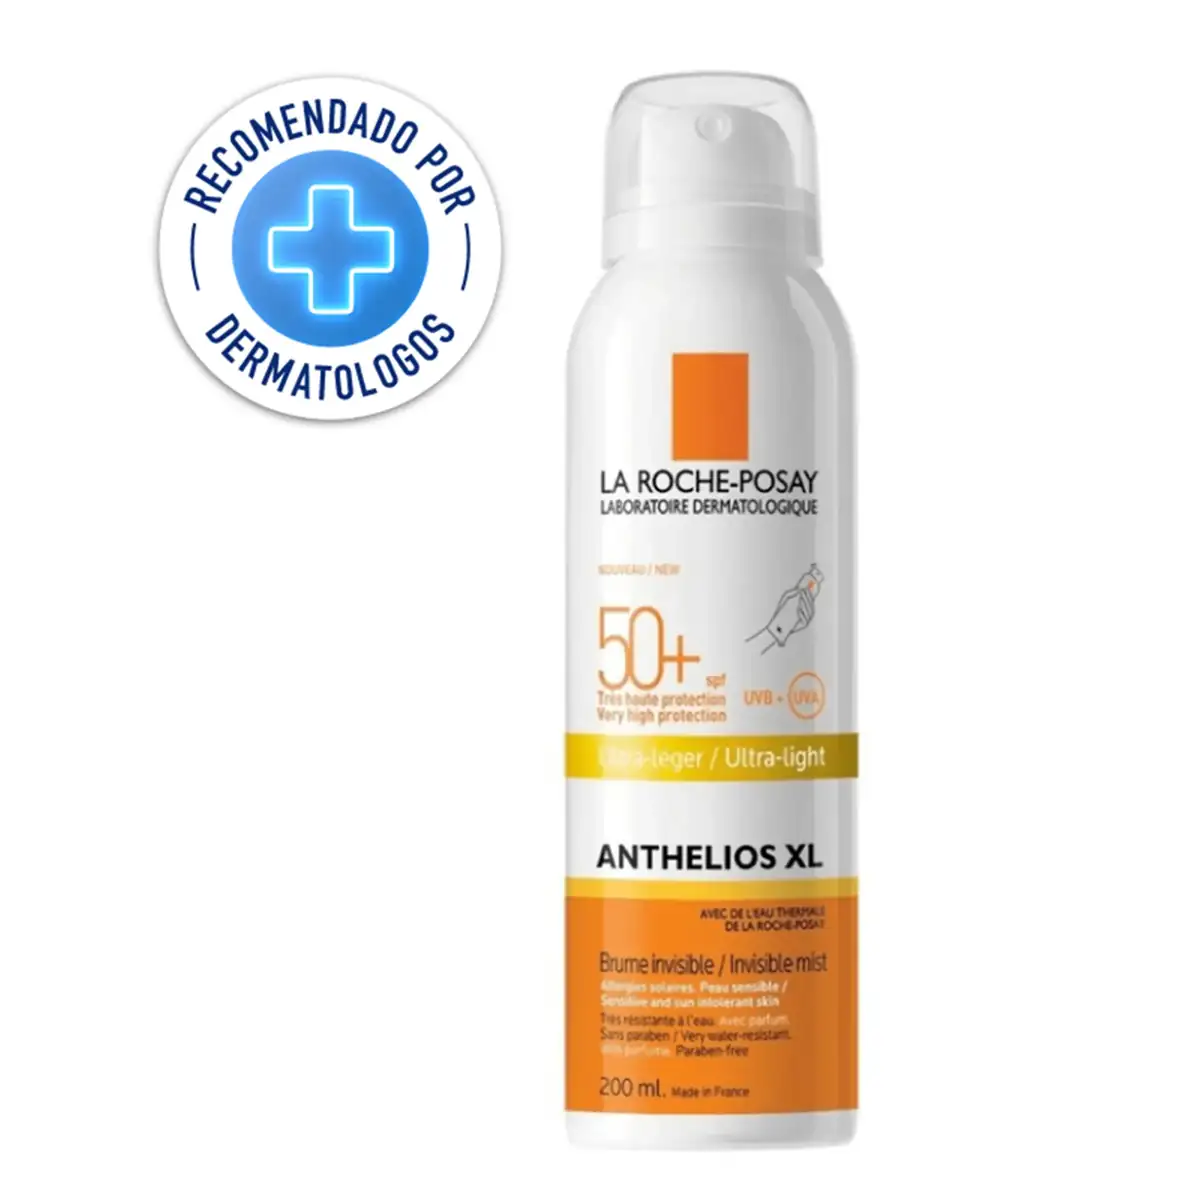 RECOMENDADO POR
DERMATOLOGOS
LA ROCHE-POSAY
LABORATOIRE DERMATOLOGIQUE
NOUVEAU / NEW
50+ spf
Très haute protection
Very high protection
UVB + UVA
Ultra-leger / Ultra-light
ANTHELIOS XL
AVEC DE L'EAU THERMALE
DE LA ROCHE-POSAY
Brume invisible / Invisible mist
Allergies solaires. Peau sensible /
Sensitive and sun intolerant skin
Très résistante à l'eau. Avec parfum.
Sans paraben / Very water-resistant.
With parfume. Paraben-free
200 ml. Made in France